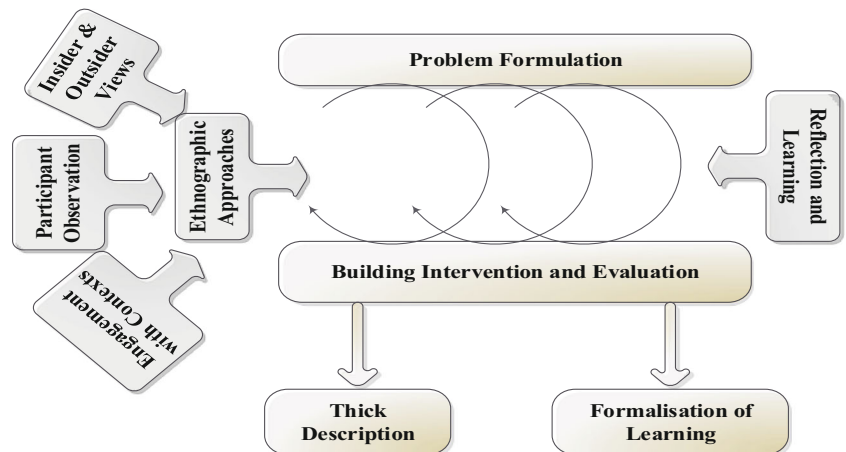 Insider &
Outsider
Views
Participant
Observation
Engagement
with Contexts
Ethnographic
Approaches
Problem Formulation
Reflection and
Learning
Building Intervention and Evaluation
Thick
Description
Formalisation of
Learning